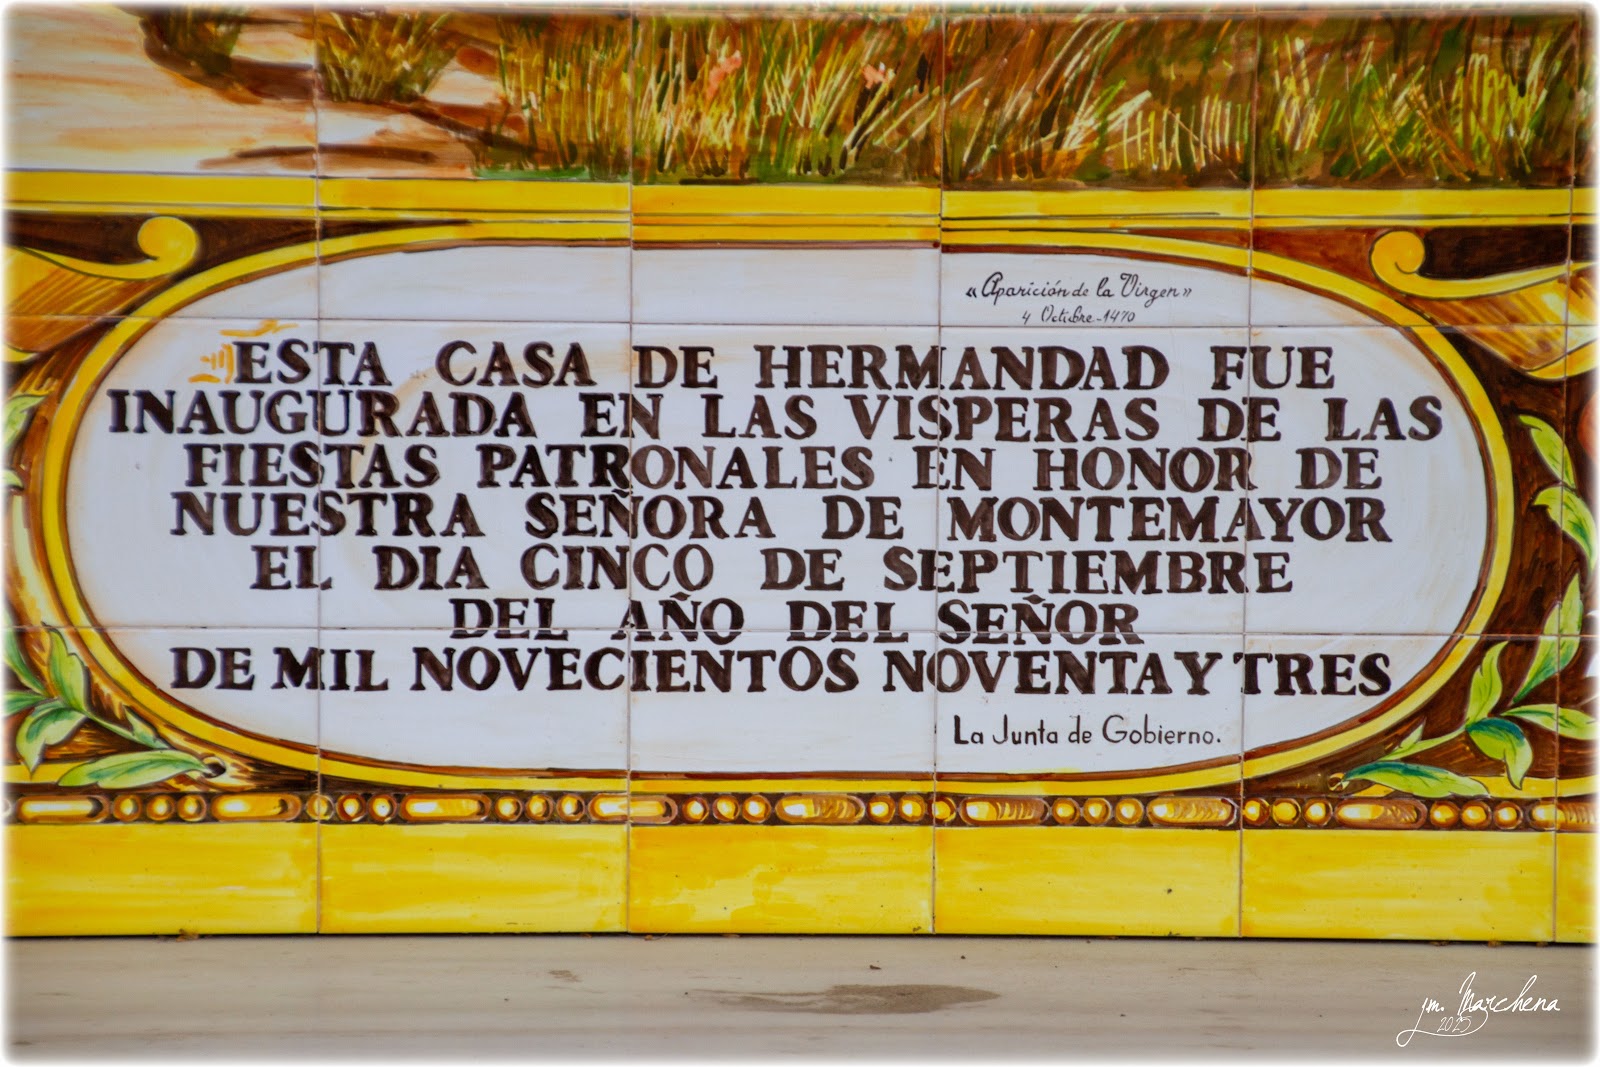 «Aparición de la Virgen»
4 Octubre-1470
ESTA CASA DE HERMANDAD FUE
INAUGURADA EN LAS VISPERAS DE LAS
FIESTAS PATRONALES EN HONOR DE
NUESTRA SEÑORA DE MONTEMAYOR
EL DIA CINCO DE SEPTIEMBRE
DEL AÑO DEL SEÑOR
DE MIL NOVECIENTOS NOVENTA Y TRES
La Junta de Gobierno.
jm. Marchena
2025